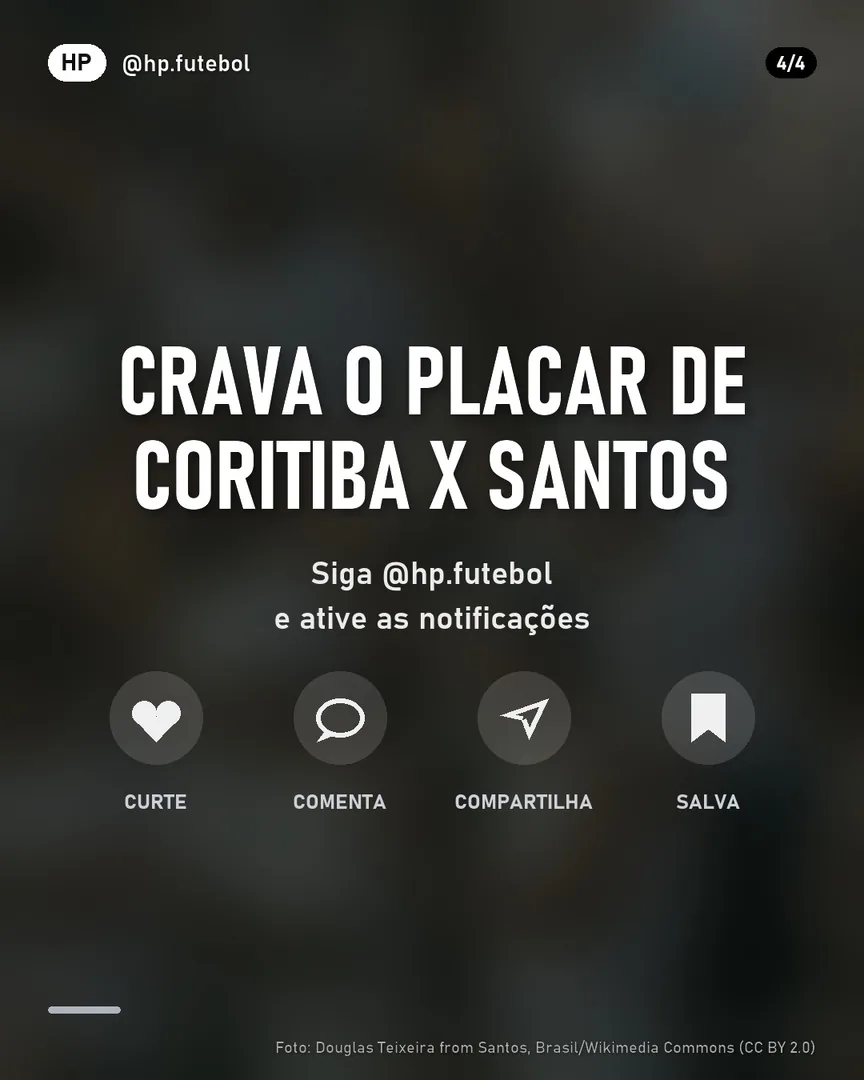 HP @hp.futebol 4/4
CRAVA O PLACAR DE
CORITIBA X SANTOS
Siga @hp.futebol
e ative as notificações
CURTE COMENTA COMPARTILHA SALVA
Foto: Douglas Teixeira from Santos, Brasil/Wikimedia Commons (CC BY 2.0)